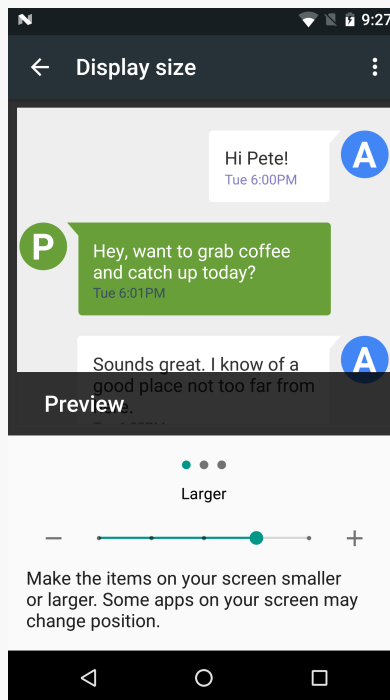 N 9:27
Display size
Hi Pete!
Tue 6:00PM
A
P
Hey, want to grab coffee
and catch up today?
Tue 6:01PM
Sounds great. I know of a
A
good place not too far from
Preview
Larger
Make the items on your screen smaller
or larger. Some apps on your screen may
change position.